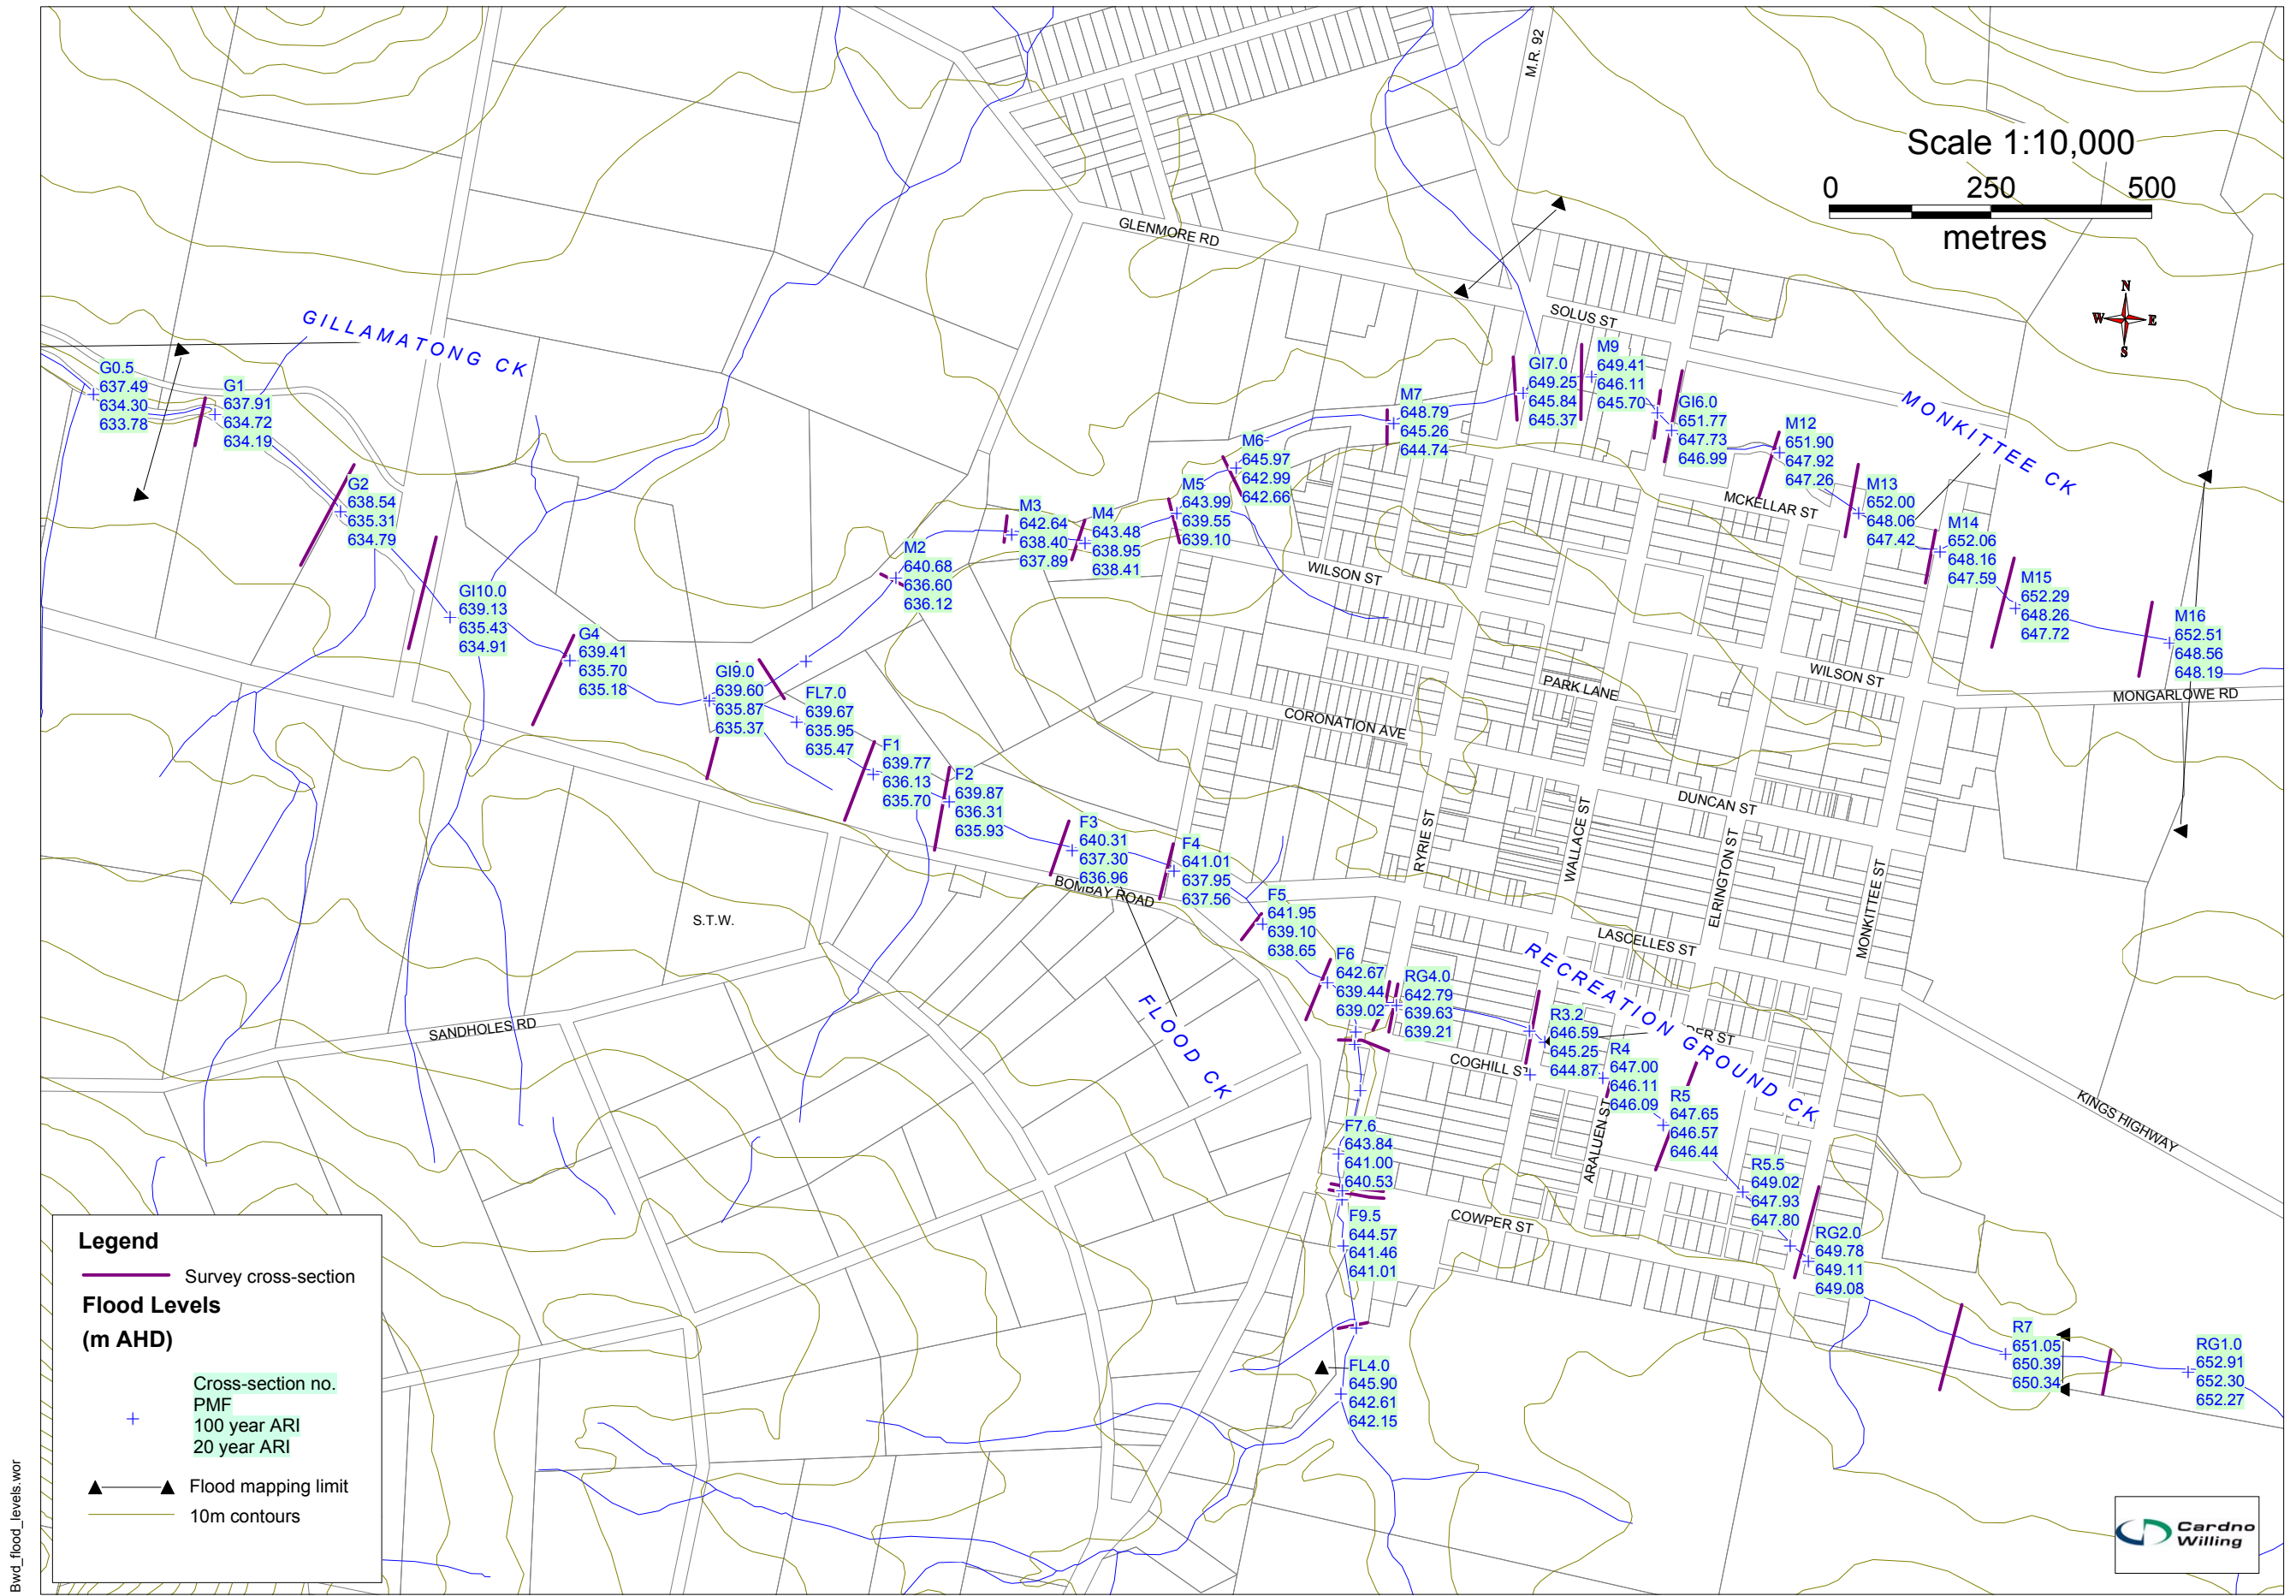 M.R. 92
Scale 1:10,000
0 250 500
metres
N
W E
S
GLENMORE RD
SOLUS ST
GILLAMATONG CK
MONKITTEE CK
G0.5
637.49
634.30
633.78
G1
637.91
634.72
634.19
G2
638.54
635.31
634.79
GI10.0
639.13
635.43
634.91
G4
639.41
635.70
635.18
GI9.0
639.60
635.87
635.37
FL7.0
639.67
635.95
635.47
F1
639.77
636.13
635.70
F2
639.87
636.31
635.93
F3
640.31
637.30
636.96
F4
641.01
637.95
637.56
F5
641.95
639.10
638.65
F6
642.67
639.44
639.02
RG4.0
642.79
639.63
639.21
M2
640.68
636.60
636.12
M3
642.64
638.40
637.89
M4
643.48
638.95
638.41
M5
643.99
639.55
639.10
M6
645.97
642.99
642.66
M7
648.79
645.26
644.74
GI7.0
649.25
645.84
645.37
M9
649.41
646.11
645.70
GI6.0
651.77
647.73
646.99
M12
651.90
647.92
647.26
M13
652.00
648.06
647.42
M14
652.06
648.16
647.59
M15
652.29
648.26
647.72
M16
652.51
648.56
648.19
MCKELLAR ST
WILSON ST
WILSON ST
PARK LANE
CORONATION AVE
MONGARLOWE RD
DUNCAN ST
RYRIE ST
WALLACE ST
ELRINGTON ST
MONKITTEE ST
LASCELLES ST
BOMBAY ROAD
S.T.W.
SANDHOLES RD
FLOOD CK
RECREATION GROUND CK
COGHILL ST
ARALUEN ST
COWPER ST
KINGS HIGHWAY
R3.2
646.59
645.25
644.87
R4
647.00
646.11
646.09
R5
647.65
646.57
646.44
R5.5
649.02
647.93
647.80
RG2.0
649.78
649.11
649.08
R7
651.05
650.39
650.34
RG1.0
652.91
652.30
652.27
F7.6
643.84
641.00
640.53
F9.5
644.57
641.46
641.01
FL4.0
645.90
642.61
642.15
Legend
Survey cross-section
Flood Levels
(m AHD)
Cross-section no.
PMF
100 year ARI
20 year ARI
Flood mapping limit
10m contours
Cardno
Willing
Bwd_flood_levels.wor